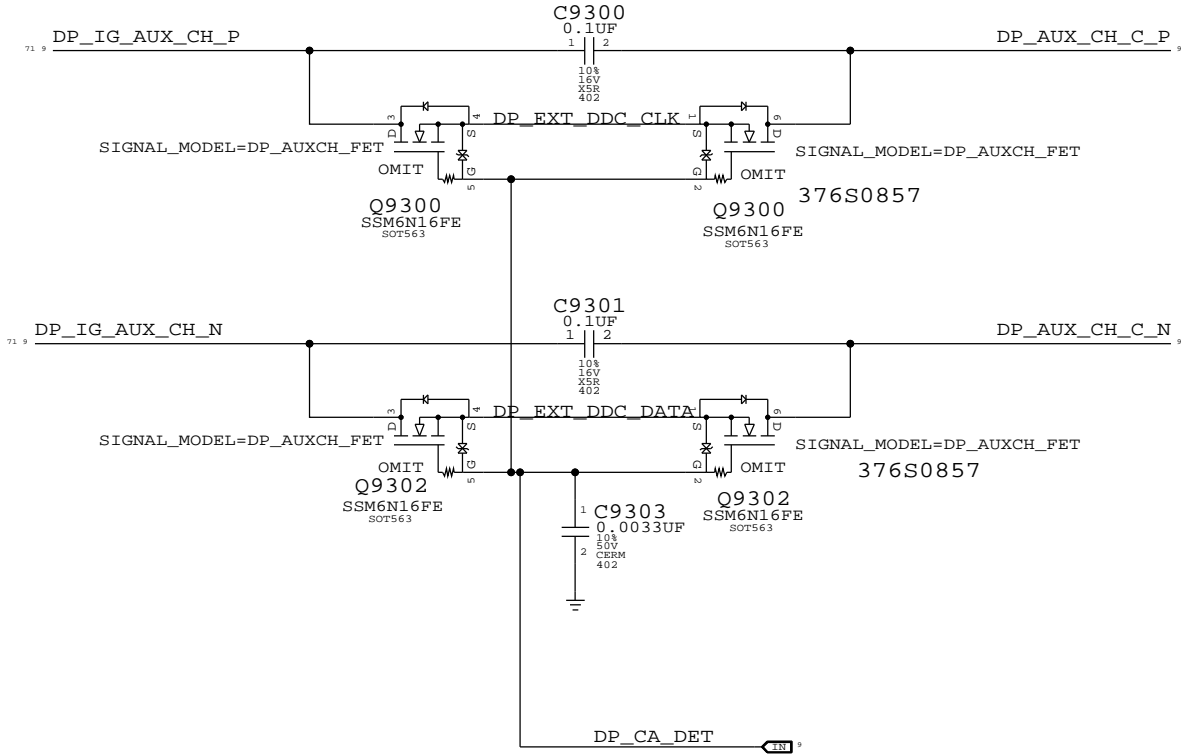 C9300
0.1UF
71 9 DP_IG_AUX_CH_P 1 2 DP_AUX_CH_C_P 9
10%
16V
X5R
402
3 D 4 S DP_EXT_DDC_CLK 1 S 6 D
SIGNAL_MODEL=DP_AUXCH_FET SIGNAL_MODEL=DP_AUXCH_FET
OMIT G 5 G 2 OMIT
376S0857
Q9300 Q9300
SSM6N16FE SSM6N16FE
SOT563 SOT563
C9301
0.1UF
71 9 DP_IG_AUX_CH_N 1 2 DP_AUX_CH_C_N 9
10%
16V
X5R
402
3 D 4 S DP_EXT_DDC_DATA 1 S 6 D
SIGNAL_MODEL=DP_AUXCH_FET SIGNAL_MODEL=DP_AUXCH_FET
OMIT G 5 G 2 OMIT
376S0857
Q9302 Q9302
SSM6N16FE SSM6N16FE
SOT563 SOT563
1 C9303
0.0033UF
10%
50V
2 CERM
402
DP_CA_DET IN 9